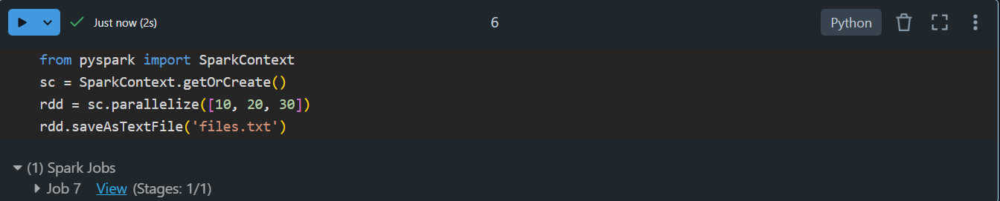 Just now (2s)
6
Python
from pyspark import SparkContext
sc = SparkContext.getOrCreate()
rdd = sc.parallelize([10, 20, 30])
rdd.saveAsTextFile('files.txt')
(1) Spark Jobs
Job 7 View (Stages: 1/1)